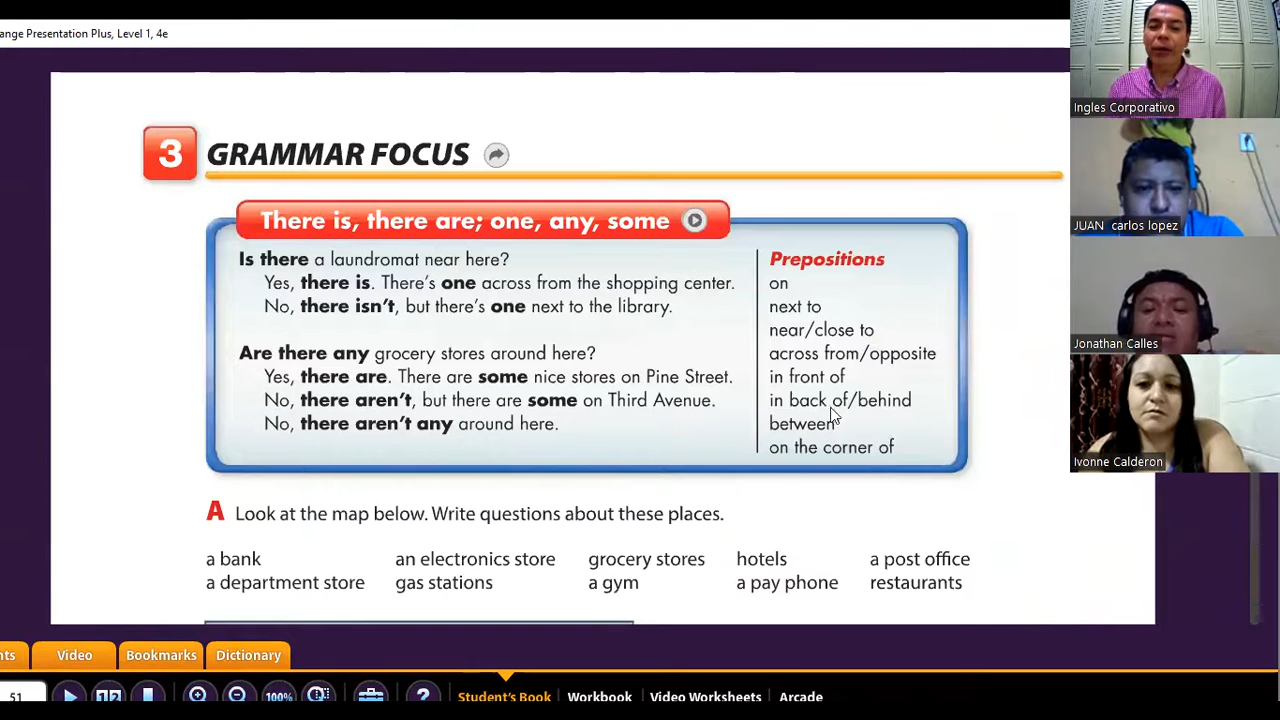 ange Presentation Plus, Level 1, 4e
Ingles Corporativo
JUAN carlos lopez
Jonathan Calles
Ivonne Calderon
3 GRAMMAR FOCUS
There is, there are; one, any, some
Is there a laundromat near here?
Yes, there is. There's one across from the shopping center.
No, there isn't, but there's one next to the library.
Are there any grocery stores around here?
Yes, there are. There are some nice stores on Pine Street.
No, there aren't, but there are some on Third Avenue.
No, there aren't any around here.
Prepositions
on
next to
near/close to
across from/opposite
in front of
in back of/behind
between
on the corner of
A Look at the map below. Write questions about these places.
a bank an electronics store grocery stores hotels a post office
a department store gas stations a gym a pay phone restaurants
nts Video Bookmarks Dictionary
51 1 2 100% ? Student's Book Workbook Video Worksheets Arcade